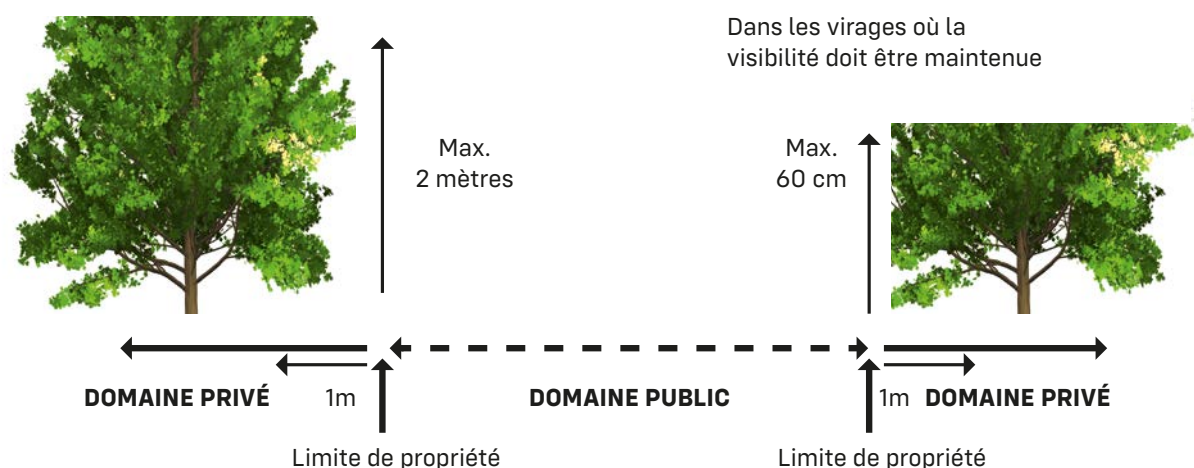 Dans les virages où la
visibilité doit être maintenue
Max.
2 mètres
Max.
60 cm
DOMAINE PRIVÉ
1m
DOMAINE PUBLIC
1m
DOMAINE PRIVÉ
Limite de propriété
Limite de propriété